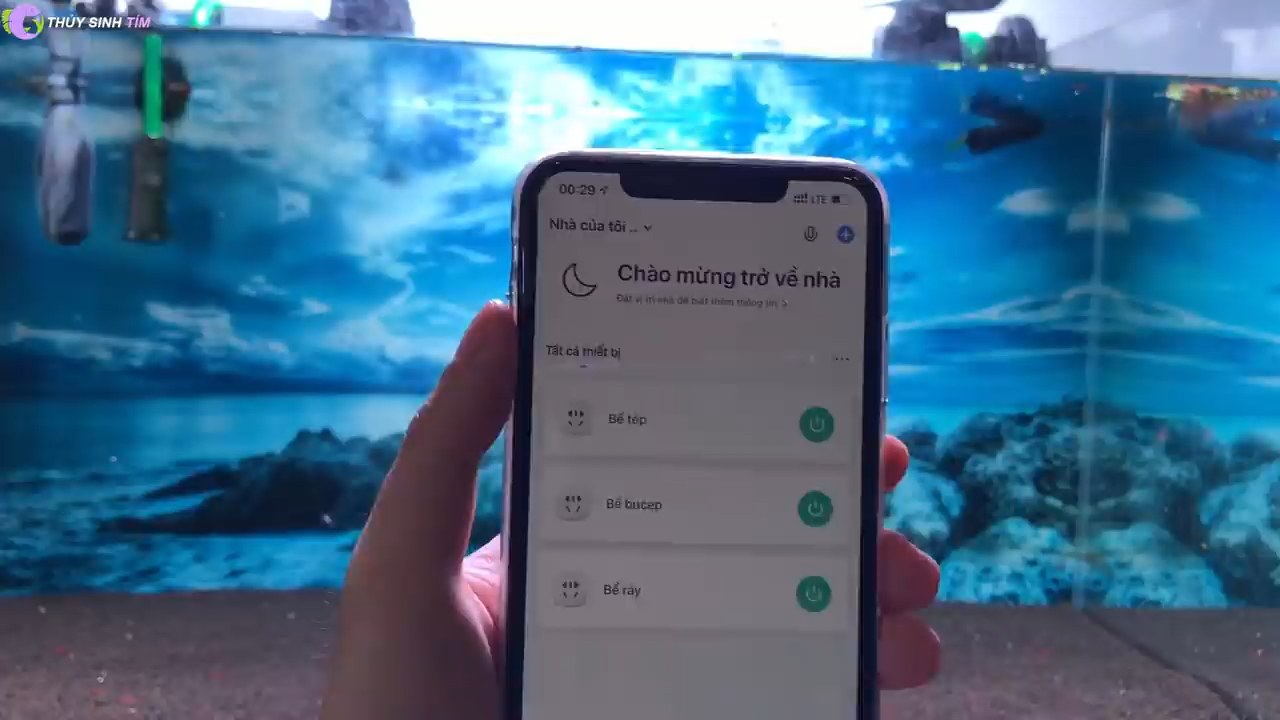 THỦY SINH TÍM
00:29
LTE
Nhà của tôi ..
Chào mừng trở về nhà
Đặt vị trí nhà để biết thêm thông tin >
Tất cả thiết bị
Bể tép
Bể bucep
Bể ráy